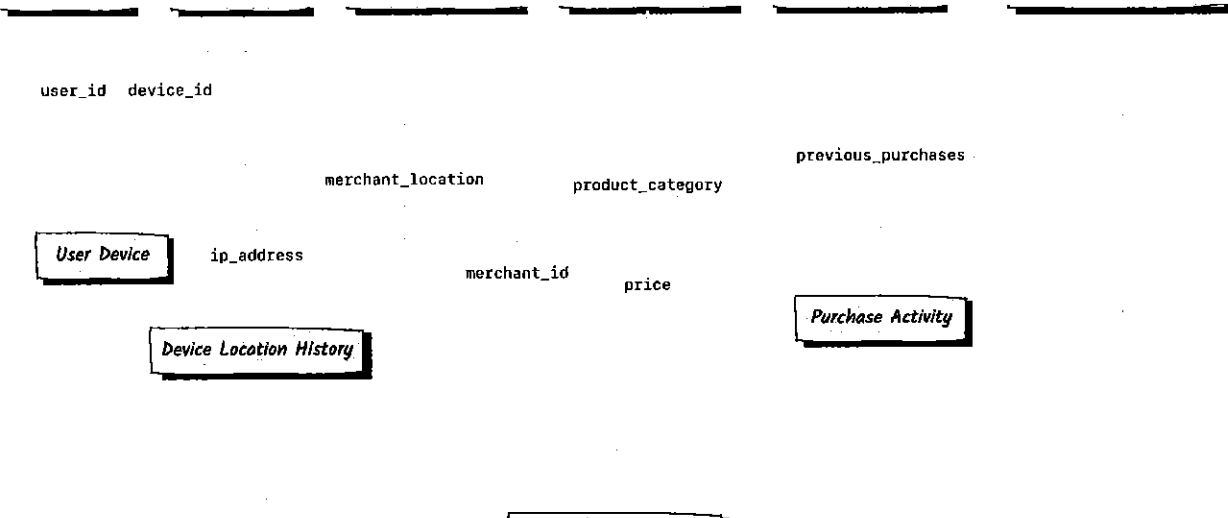 user_id device_id
previous_purchases
merchant_location
product_category
User Device
ip_address
merchant_id
price
Purchase Activity
Device Location History